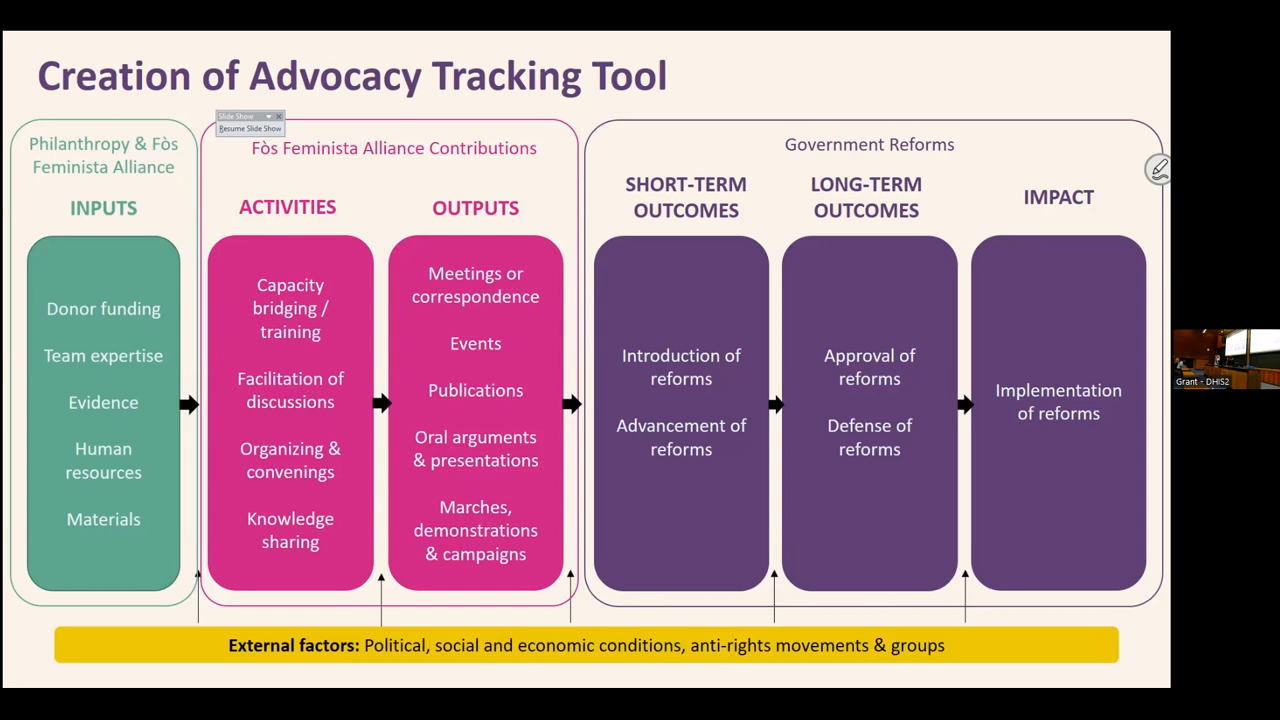 Creation of Advocacy Tracking Tool
Slide Show
Resume Slide Show
Philanthropy & Fòs
Feminista Alliance
INPUTS
Donor funding
Team expertise
Evidence
Human
resources
Materials
Fòs Feminista Alliance Contributions
ACTIVITIES
Capacity
bridging /
training
Facilitation of
discussions
Organizing &
convenings
Knowledge
sharing
OUTPUTS
Meetings or
correspondence
Events
Publications
Oral arguments
& presentations
Marches,
demonstrations
& campaigns
Government Reforms
SHORT-TERM
OUTCOMES
Introduction of
reforms
Advancement of
reforms
LONG-TERM
OUTCOMES
Approval of
reforms
Defense of
reforms
IMPACT
Implementation
of reforms
External factors: Political, social and economic conditions, anti-rights movements & groups
Grant - DHIS2